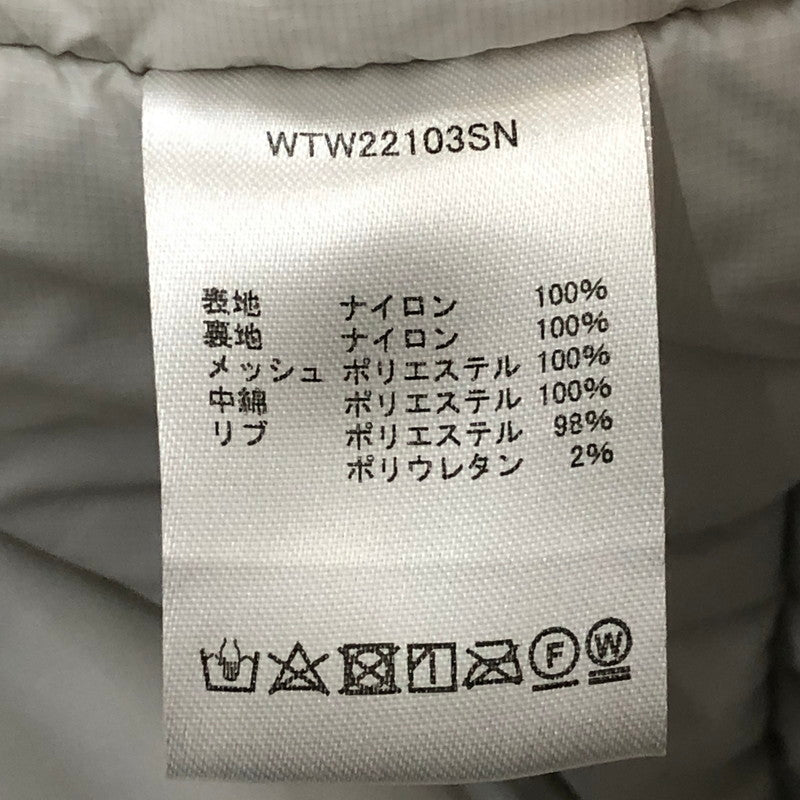 WTW22103SN
表地 ナイロン 100%
裏地 ナイロン 100%
メッシュ ポリエステル 100%
中綿 ポリエステル 100%
リブ ポリエステル 98%
ポリウレタン 2%
F W